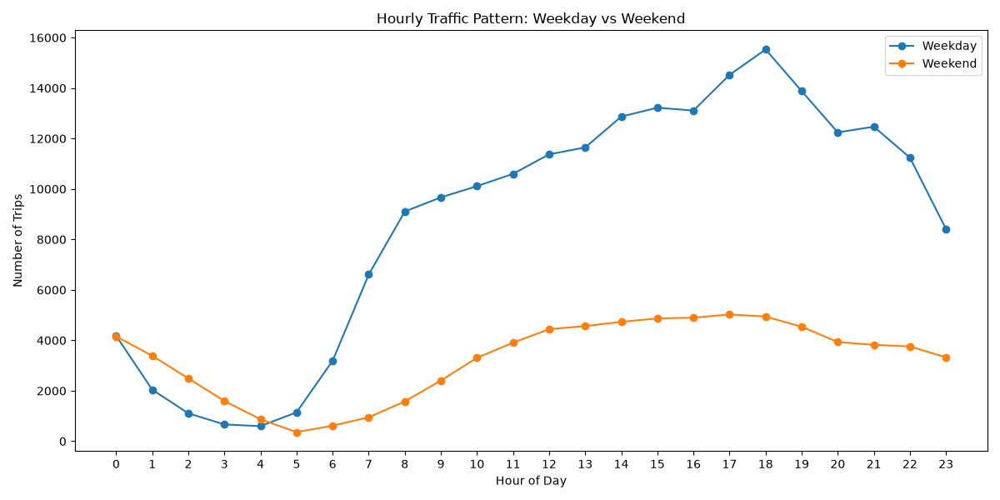 Hourly Traffic Pattern: Weekday vs Weekend
Weekday
Weekend
Number of Trips
16000
14000
12000
10000
8000
6000
4000
2000
0
0 1 2 3 4 5 6 7 8 9 10 11 12 13 14 15 16 17 18 19 20 21 22 23
Hour of Day